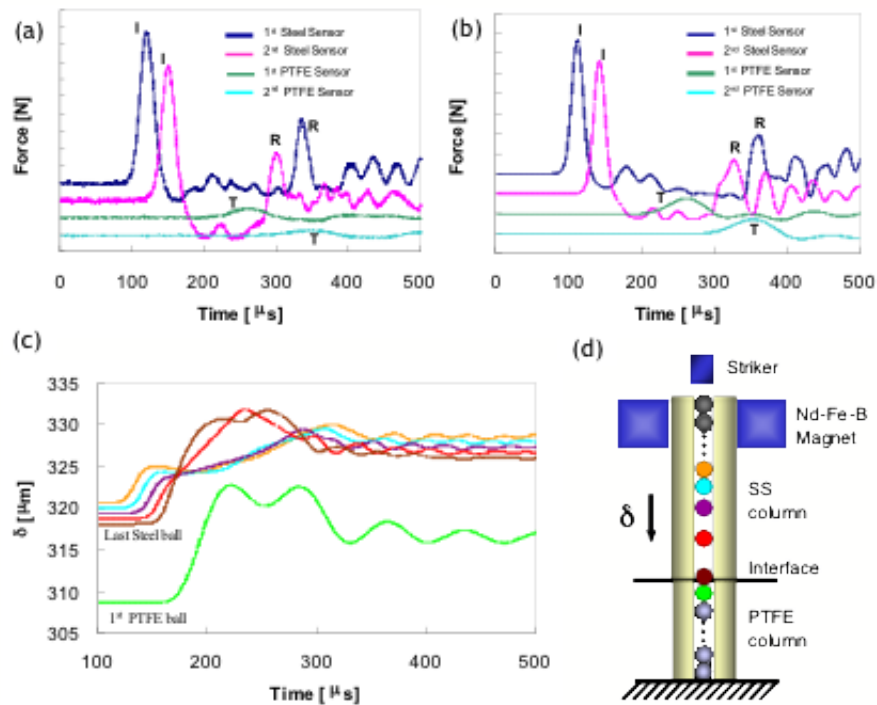 (a)
I
I
1st Steel Sensor
2nd Steel Sensor
1st PTFE Sensor
2nd PTFE Sensor
Force [N]
R
R
T
T
0 100 200 300 400 500
Time [ μs]
(b)
I
I
1st Steel Sensor
2nd Steel Sensor
1st PTFE Sensor
2nd PTFE Sensor
Force [N]
R
R
T
T
0 100 200 300 400 500
Time [ μs]
(c)
335
330
325
320
315
310
305
δ [μm]
Last Steel ball
1st PTFE ball
100 200 300 400 500
Time [ μs]
(d)
Striker
Nd-Fe-B
Magnet
SS
column
δ
Interface
PTFE
column